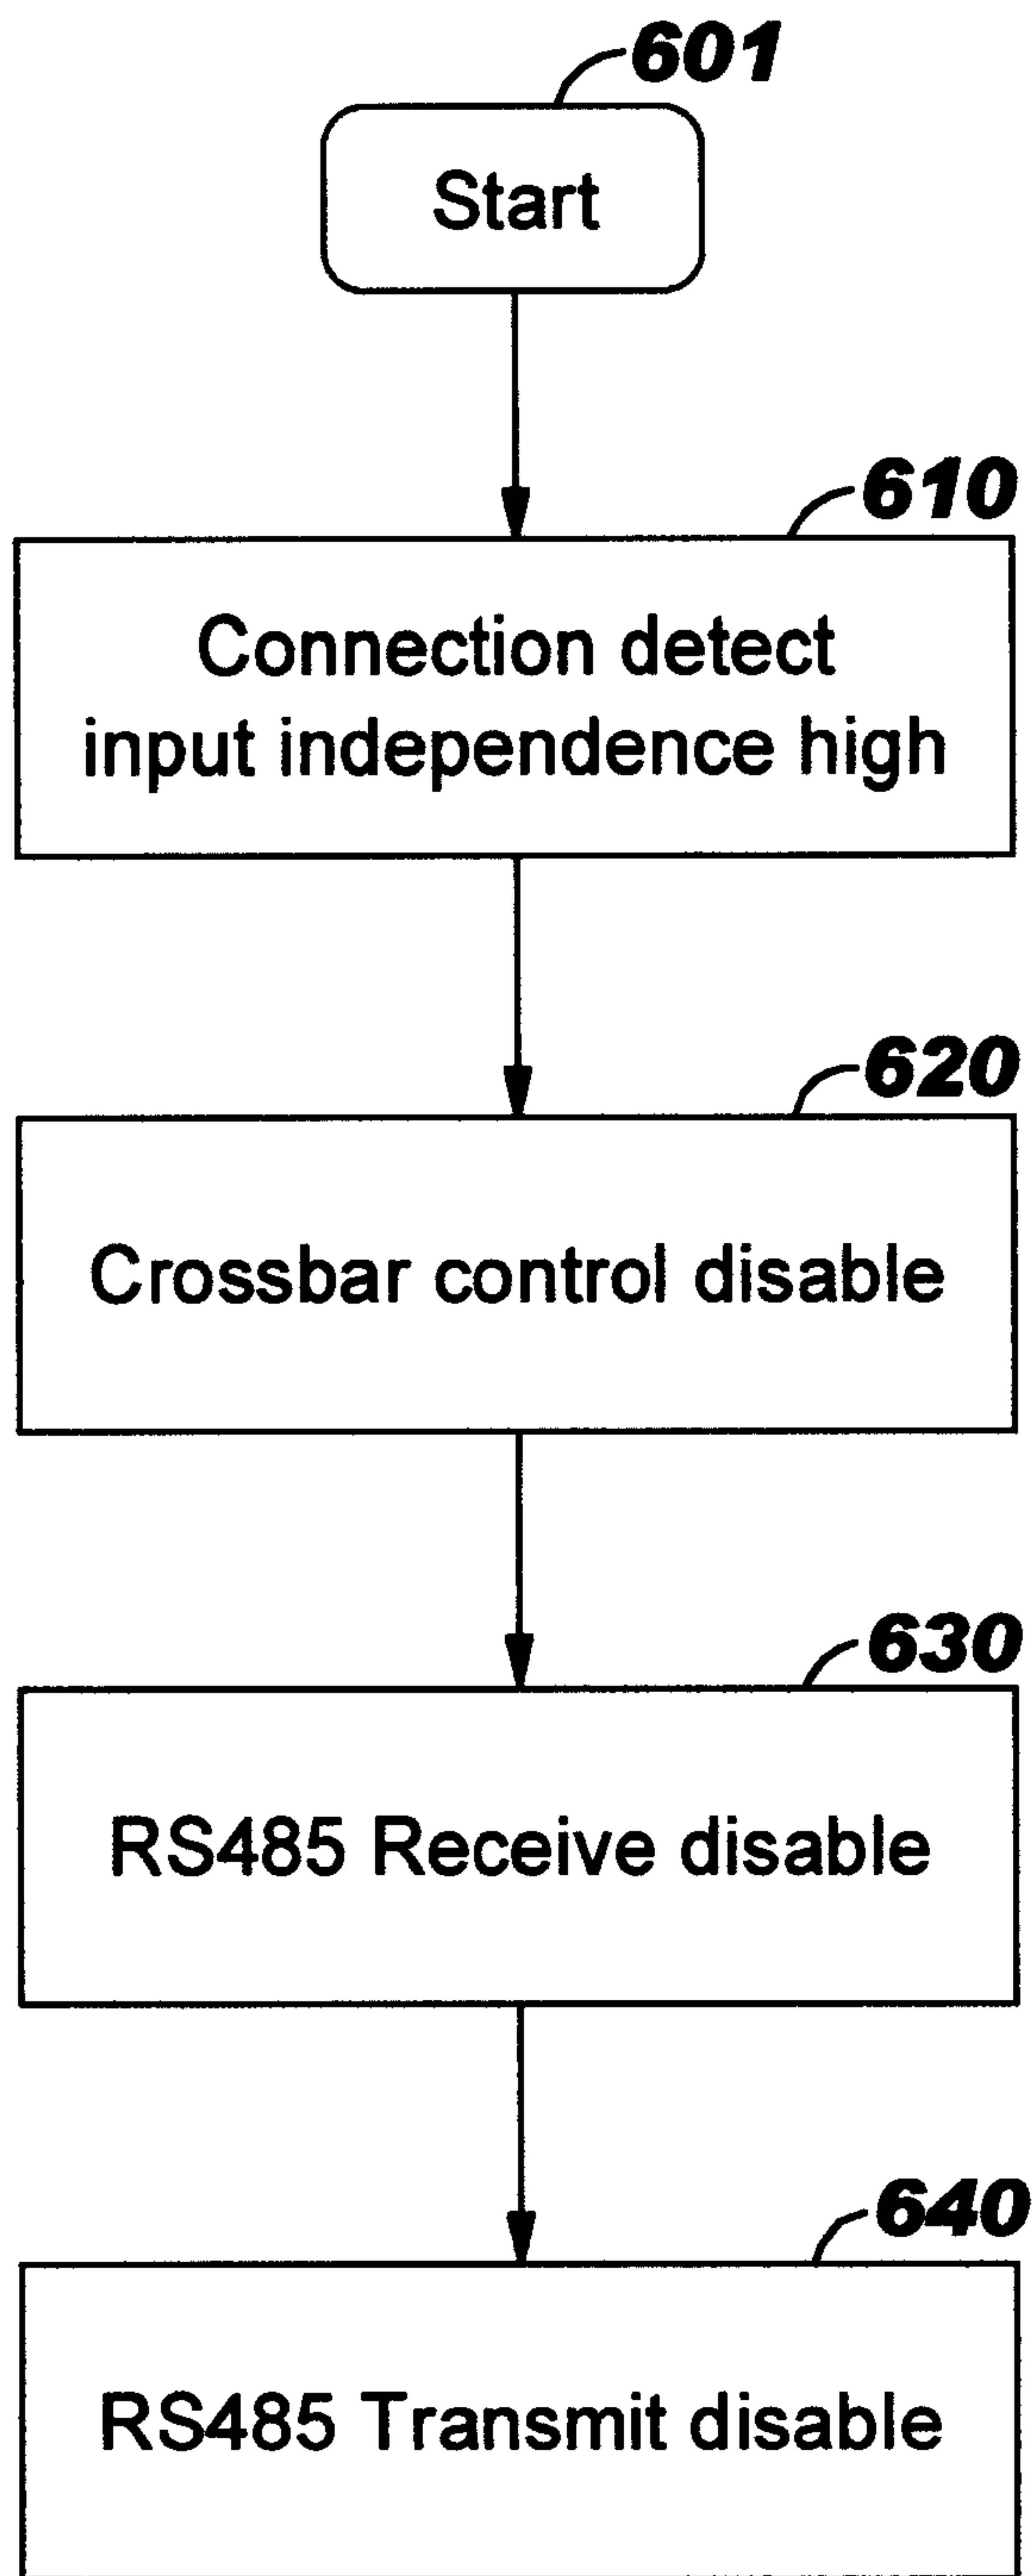 601
Start
610
Connection detect
input independence high
620
Crossbar control disable
630
RS485 Receive disable
640
RS485 Transmit disable